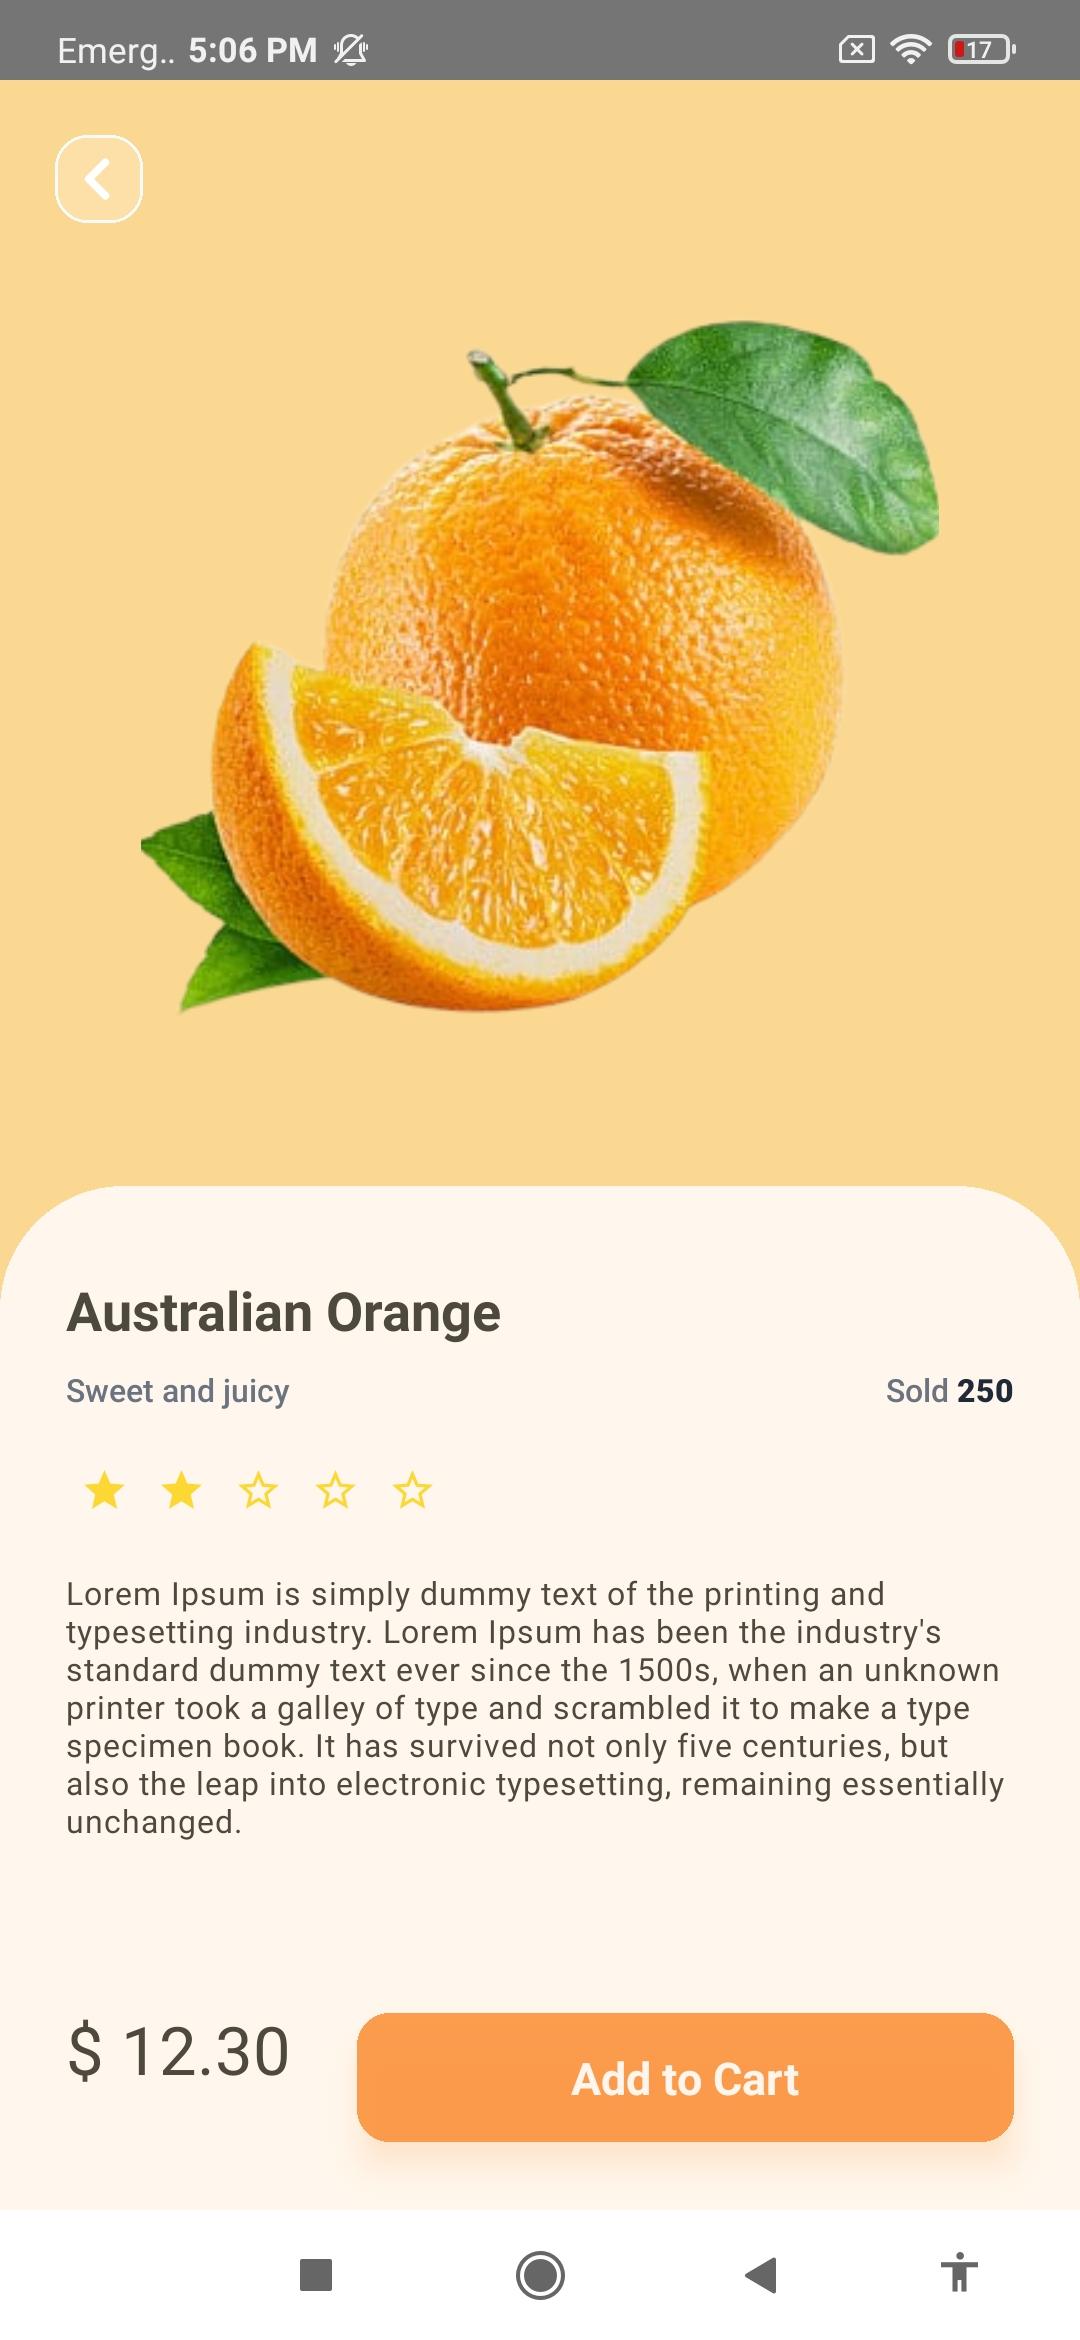 Emerg.. 5:06 PM 17
Australian Orange
Sweet and juicy Sold 250
Lorem Ipsum is simply dummy text of the printing and
typesetting industry. Lorem Ipsum has been the industry's
standard dummy text ever since the 1500s, when an unknown
printer took a galley of type and scrambled it to make a type
specimen book. It has survived not only five centuries, but
also the leap into electronic typesetting, remaining essentially
unchanged.
$ 12.30 Add to Cart